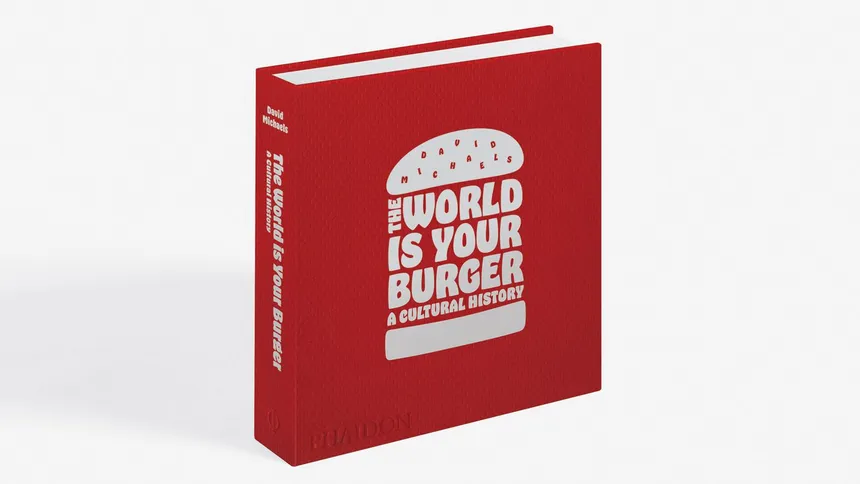 David
Michaels
The World is Your Burger
A Cultural History
DAVID
MICHAELS
THE WORLD
IS YOUR
BURGER
A CULTURAL HISTORY
PHAIDON